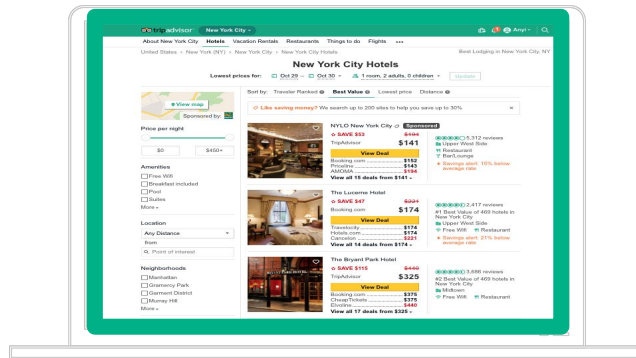 tripadvisor New York City Anyi
About New York City Hotels Vacation Rentals Restaurants Things to do Flights •••
United States New York (NY) New York City New York City Hotels Best Lodging in New York City, NY
New York City Hotels
Lowest prices for: Oct 25 – Oct 30 1 room, 2 adults, 0 children Update
Sort by: Traveler Ranked Best Value Lowest price Distance
Like saving money? We search up to 200 sites to help you save up to 30% ×
View map
Sponsored by:
Price per night
$0 $450+
Amenities
Free Wifi
Breakfast included
Pool
Suites
More
Location
Any Distance
from
Point of interest
Neighborhoods
Manhattan
Gramercy Park
Garment District
Murray Hill
More
NYLO New York City Sponsored
SAVE $53 $194
TripAdvisor $141
View Deal
Booking.com $152
Priceline $143
AMOMA $194
View all 15 deals from $141
5,312 reviews
Upper West Side
Restaurant
Bar/Lounge
Savings alert: 15% below
average rate
The Lucerne Hotel
SAVE $47 $221
Booking.com $174
View Deal
Travelocity $174
Hotels.com $174
Cancelon $221
View all 14 deals from $174
2,417 reviews
#1 Best Value of 469 hotels in
New York City
Upper West Side
Free Wifi Restaurant
Savings alert: 21% below
average rate
The Bryant Park Hotel
SAVE $115 $440
TripAdvisor $325
View Deal
Booking.com $375
CheapTickets $375
Elvoline $440
View all 17 deals from $325
3,686 reviews
#2 Best Value of 469 hotels in
New York City
Midtown
Free Wifi Restaurant